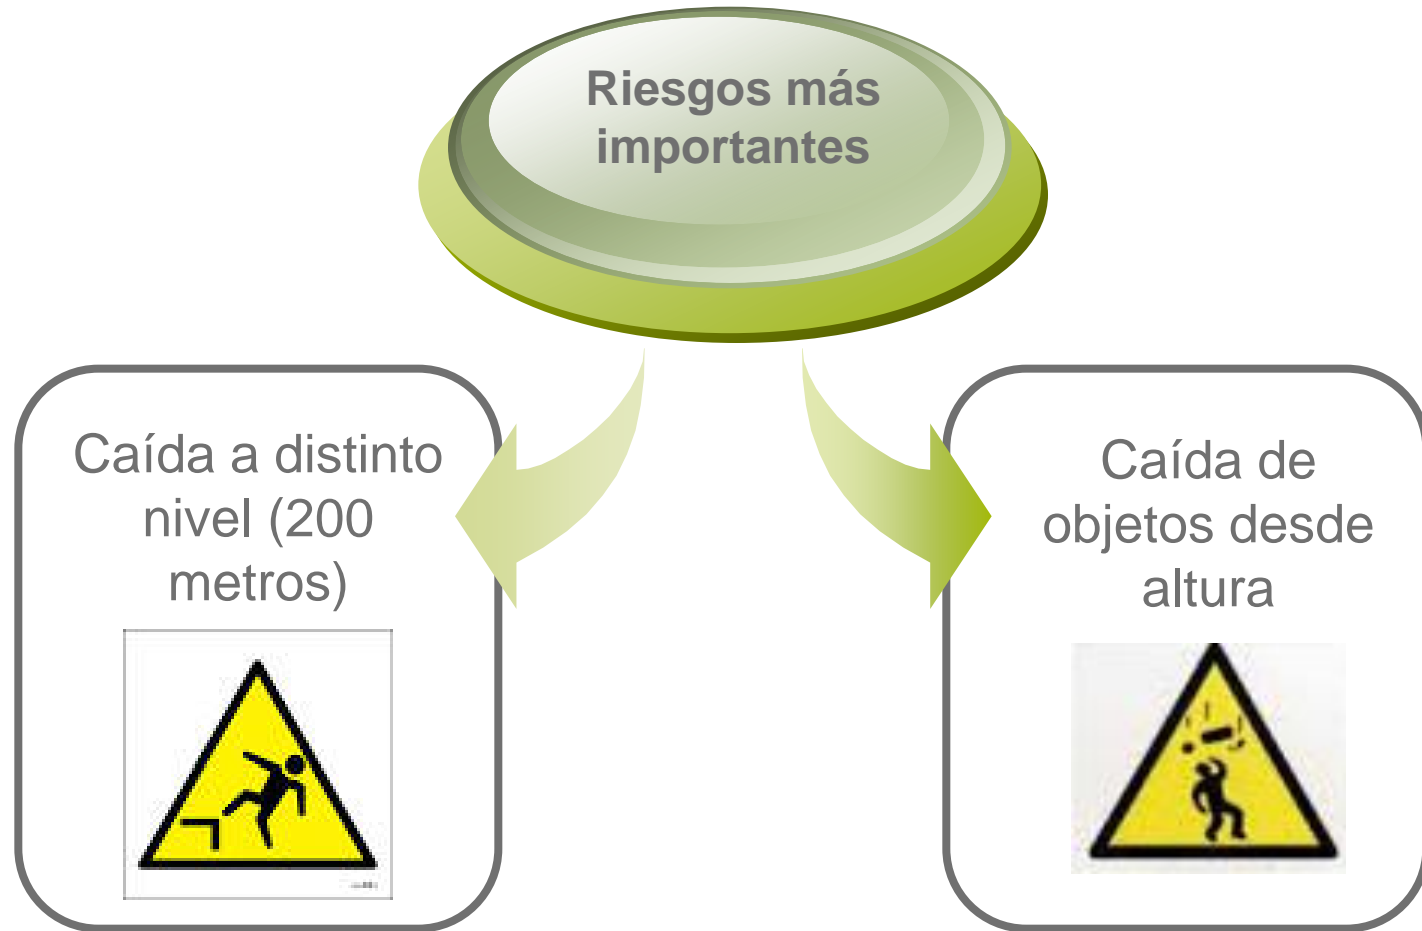 Riesgos más
importantes
Caída a distinto
nivel (200
metros)
Caída de
objetos desde
altura